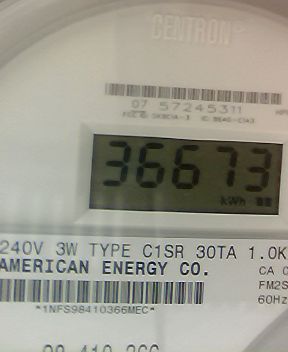 CENTRON
07 57245311
36673
kWh
240V 3W TYPE C1SR 30TA 1.0K
AMERICAN ENERGY CO.
CA 0
FM2S
60Hz
*1NFS98410366MEC*